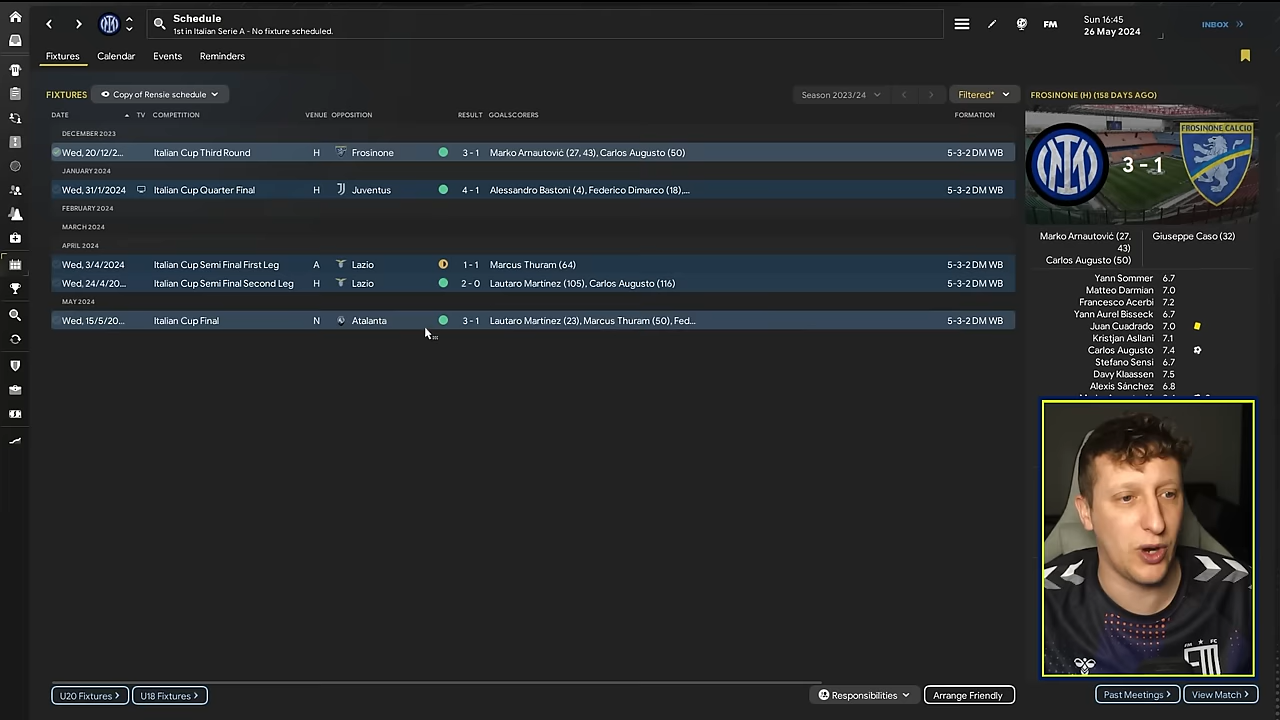 Schedule
1st in Italian Serie A - No fixture scheduled.
FM
Sun 16:45
26 May 2024
INBOX
Fixtures Calendar Events Reminders
FIXTURES Copy of Rensie schedule
Season 2023/24 Filtered*
DATE TV COMPETITION VENUE OPPOSITION RESULT GOALSCORERS FORMATION
DECEMBER 2023
Wed, 20/12/2... Italian Cup Third Round H Frosinone 3 - 1 Marko Arnautović (27, 43), Carlos Augusto (50) 5-3-2 DM WB
JANUARY 2024
Wed, 31/1/2024 Italian Cup Quarter Final H Juventus 4 - 1 Alessandro Bastoni (4), Federico Dimarco (18),... 5-3-2 DM WB
FEBRUARY 2024
MARCH 2024
APRIL 2024
Wed, 3/4/2024 Italian Cup Semi Final First Leg A Lazio 1 - 1 Marcus Thuram (64) 5-3-2 DM WB
Wed, 24/4/20... Italian Cup Semi Final Second Leg H Lazio 2 - 0 Lautaro Martínez (105), Carlos Augusto (116) 5-3-2 DM WB
MAY 2024
Wed, 15/5/20... Italian Cup Final N Atalanta 3 - 1 Lautaro Martínez (23), Marcus Thuram (50), Fed... 5-3-2 DM WB
FROSINONE (H) (158 DAYS AGO)
3 - 1
FROSINONE CALCIO
Marko Arnautović (27,
43)
Carlos Augusto (50)
Giuseppe Caso (32)
Yann Sommer 6.7
Matteo Darmian 7.0
Francesco Acerbi 7.2
Yann Aurel Bisseck 6.7
Juan Cuadrado 7.0
Kristjan Asllani 7.1
Carlos Augusto 7.4
Stefano Sensi 6.7
Davy Klaassen 7.5
Alexis Sánchez 6.8
U20 Fixtures U18 Fixtures
Responsibilities Arrange Friendly
Past Meetings View Match